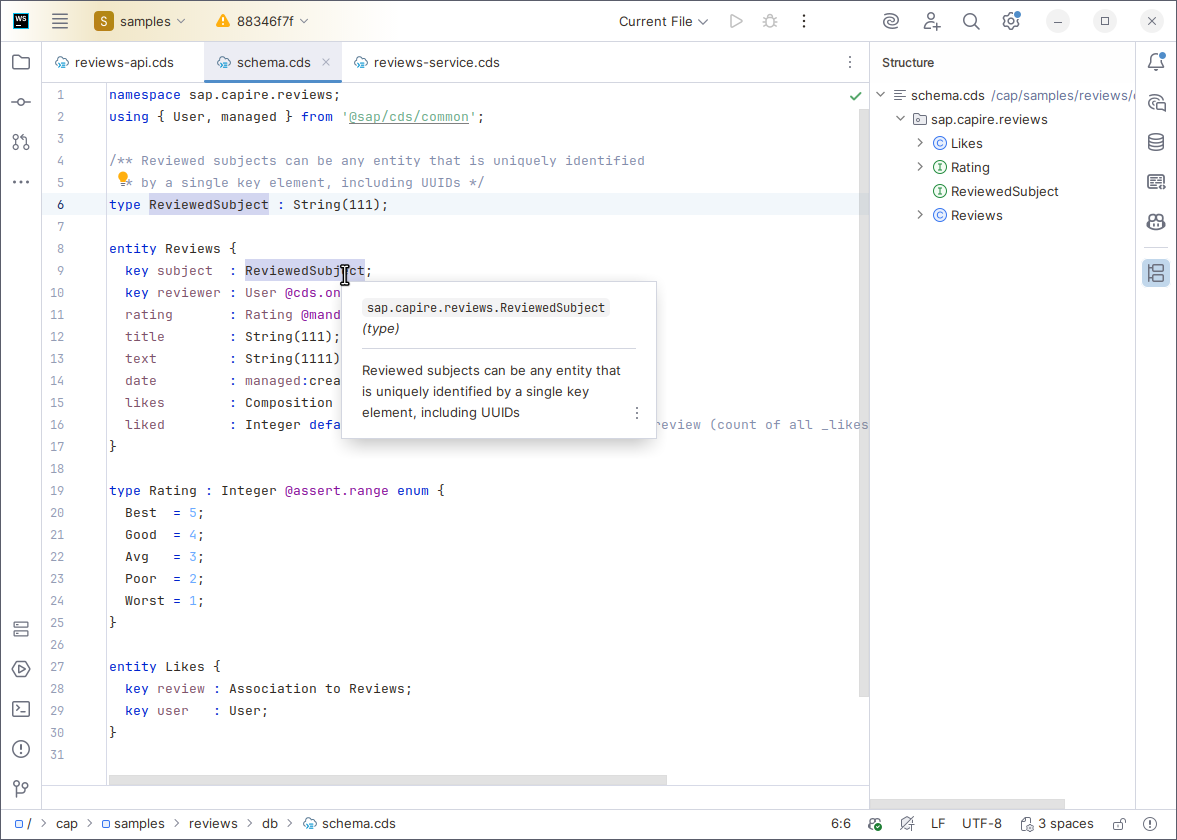 WS
S samples
88346f7f
Current File
reviews-api.cds
schema.cds
reviews-service.cds
1 namespace sap.capire.reviews;
2 using { User, managed } from '@sap/cds/common';
3
4 /** Reviewed subjects can be any entity that is uniquely identified
5 * by a single key element, including UUIDs */
6 type ReviewedSubject : String(111);
7
8 entity Reviews {
9 key subject : ReviewedSubject;
10 key reviewer : User @cds.on
11 rating : Rating @mand
12 title : String(111);
13 text : String(1111)
14 date : managed:crea
15 likes : Composition
16 liked : Integer defa review (count of all _likes
17 }
18
19 type Rating : Integer @assert.range enum {
20 Best = 5;
21 Good = 4;
22 Avg = 3;
23 Poor = 2;
24 Worst = 1;
25 }
26
27 entity Likes {
28 key review : Association to Reviews;
29 key user : User;
30 }
31
sap.capire.reviews.ReviewedSubject
(type)
Reviewed subjects can be any entity that
is uniquely identified by a single key
element, including UUIDs
Structure
schema.cds /cap/samples/reviews/
sap.capire.reviews
C Likes
I Rating
I ReviewedSubject
C Reviews
/ > cap > samples > reviews > db > schema.cds
6:6
LF
UTF-8
3 spaces